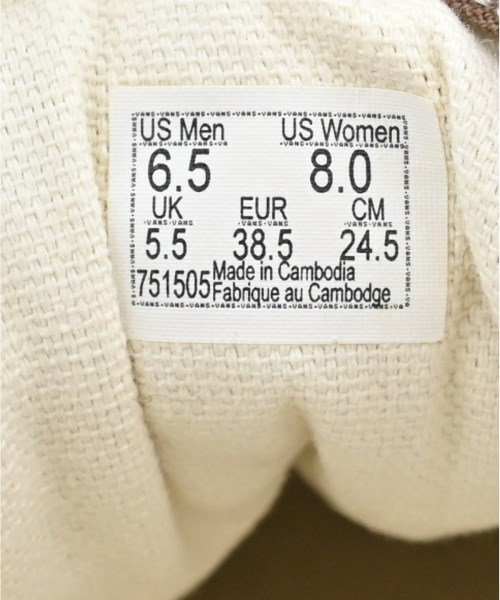 US Men US Women
6.5 8.0
UK EUR CM
5.5 38.5 24.5
751505 Made in Cambodia
Fabrique au Cambodge